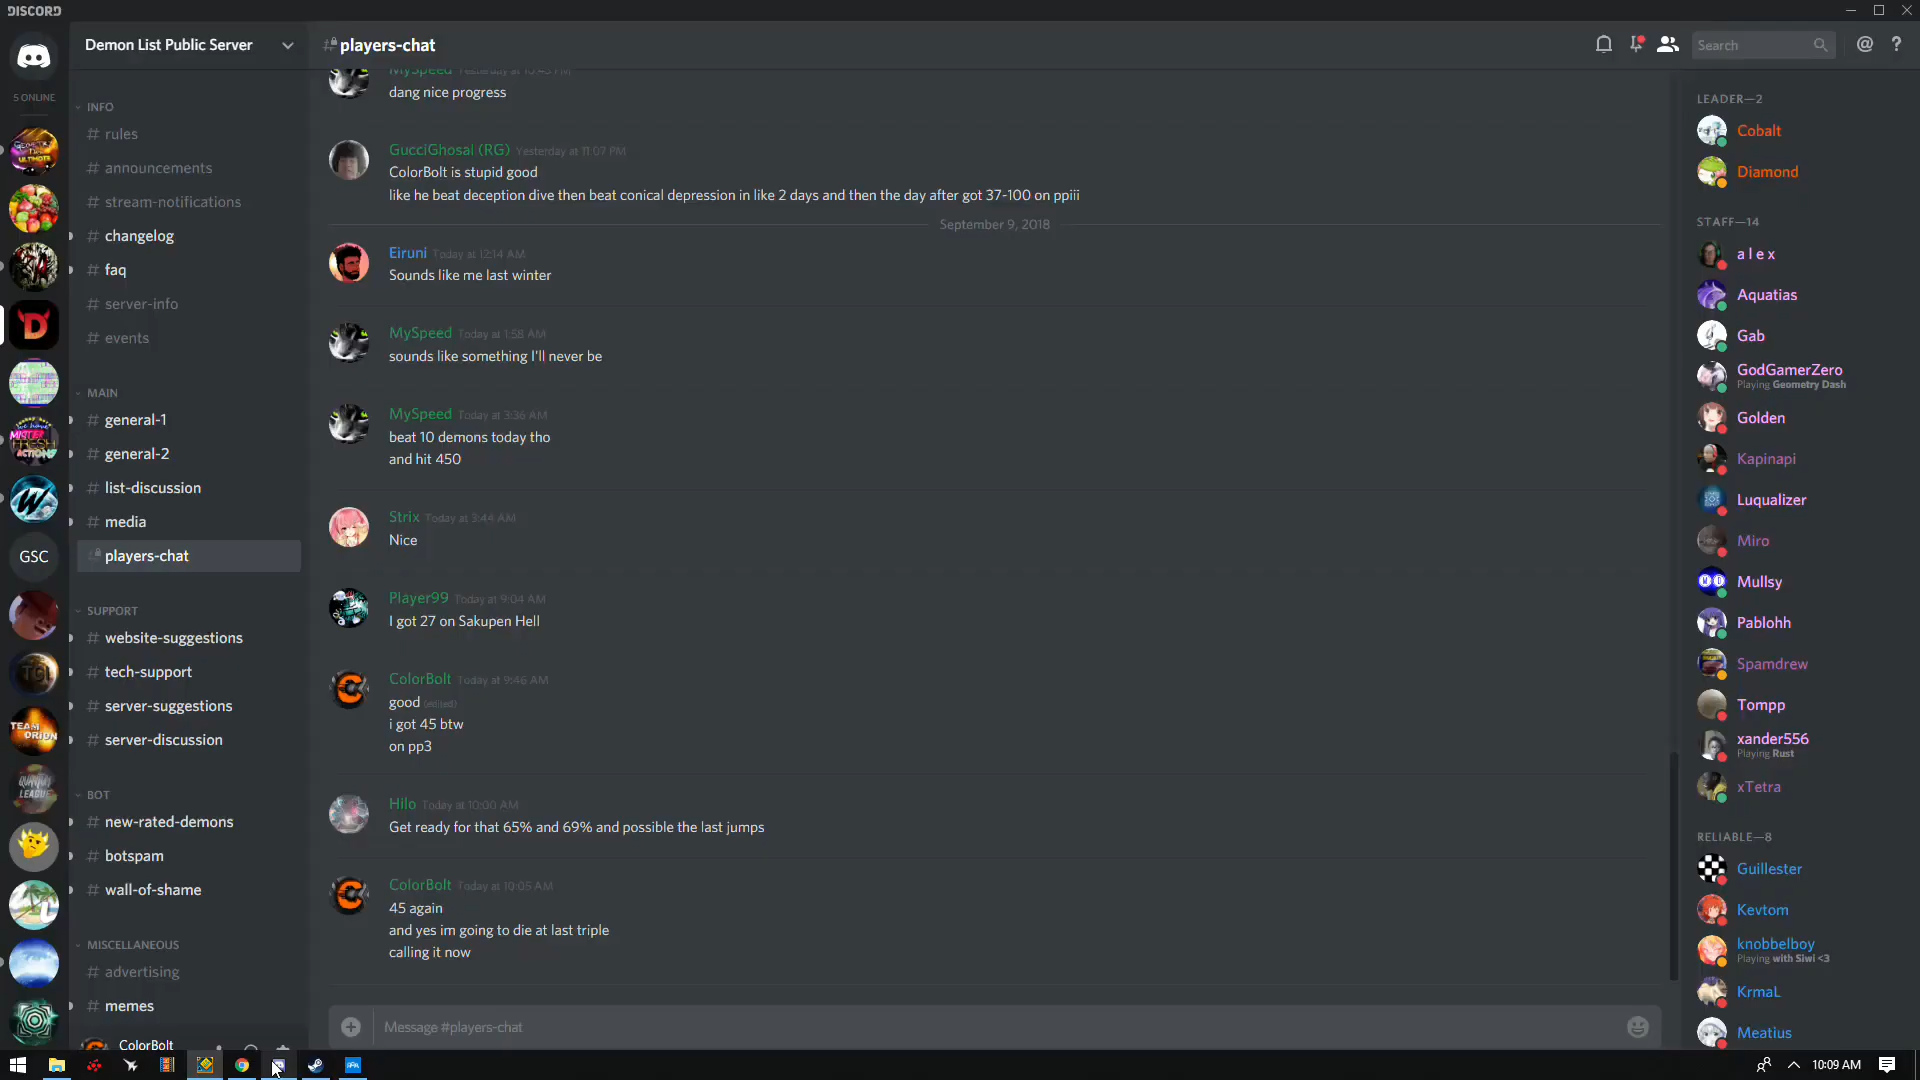 DISCORD
5 ONLINE
GSC
TEAM
ORION
Demon List Public Server
INFO
# rules
# announcements
# stream-notifications
# changelog
# faq
# server-info
# events
MAIN
# general-1
# general-2
# list-discussion
# media
players-chat
SUPPORT
# website-suggestions
# tech-support
# server-suggestions
# server-discussion
BOT
# new-rated-demons
# botspam
# wall-of-shame
MISCELLANEOUS
# advertising
# memes
ColorBolt
players-chat
Search
MySpeed Yesterday at
dang nice progress
GucciGhosai (RG) Yesterday at 11:07 PM
ColorBolt is stupid good
like he beat deception dive then beat conical depression in like 2 days and then the day after got 37-100 on ppiii
September 9, 2018
Eiruni Today at 12:14 AM
Sounds like me last winter
MySpeed Today at 1:58 AM
sounds like something I'll never be
MySpeed Today at 3:36 AM
beat 10 demons today tho
and hit 450
Strix Today at 3:44 AM
Nice
Player99 Today at 9:04 AM
I got 27 on Sakupen Hell
ColorBolt Today at 9:46 AM
good (edited)
i got 45 btw
on pp3
Hilo Today at 10:00 AM
Get ready for that 65% and 69% and possible the last jumps
ColorBolt Today at 10:05 AM
45 again
and yes im going to die at last triple
calling it now
Message #players-chat
LEADER—2
Cobalt
Diamond
STAFF—14
a l e x
Aquatias
Gab
GodGamerZero
Playing Geometry Dash
Golden
Kapinapi
Luqualizer
Miro
Mullsy
Pablohh
Spamdrew
Tompp
xander556
Playing Rust
xTetra
RELIABLE—8
Guillester
Kevtom
knobbelboy
Playing with Siwi <3
KrmaL
Meatius
10:09 AM